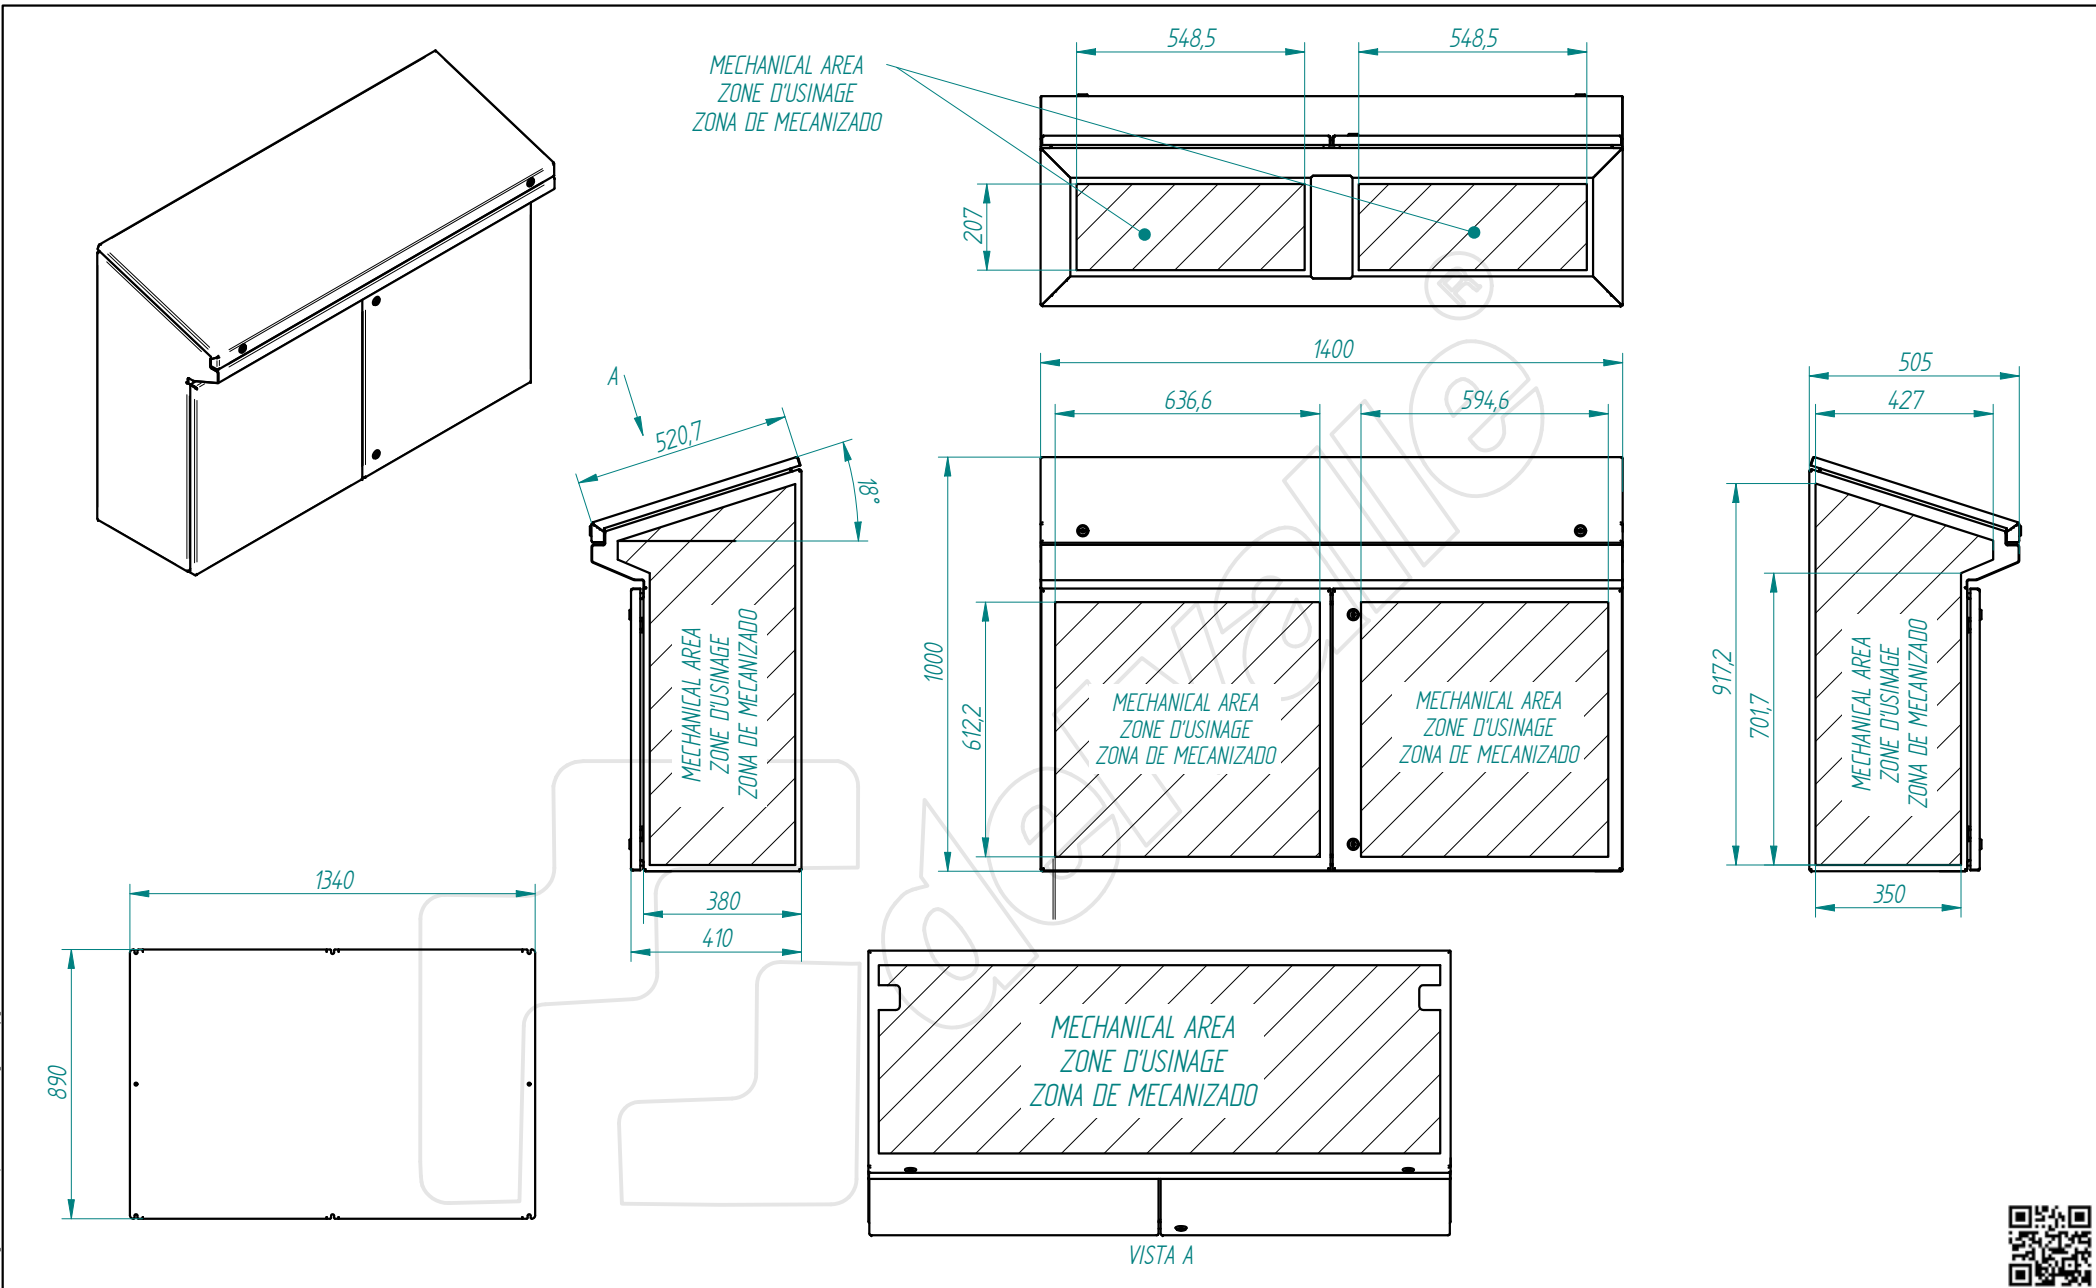 MECHANICAL AREA
ZONE D'USINAGE
ZONA DE MECANIZADO
548,5
548,5
207
1400
636,6
594,6
1000
612,2
MECHANICAL AREA
ZONE D'USINAGE
ZONA DE MECANIZADO
MECHANICAL AREA
ZONE D'USINAGE
ZONA DE MECANIZADO
A
520,7
18°
MECHANICAL AREA
ZONE D'USINAGE
ZONA DE MECANIZADO
380
410
505
427
917,2
701,7
MECHANICAL AREA
ZONE D'USINAGE
ZONA DE MECANIZADO
350
1340
890
MECHANICAL AREA
ZONE D'USINAGE
ZONA DE MECANIZADO
VISTA A
delvalle®